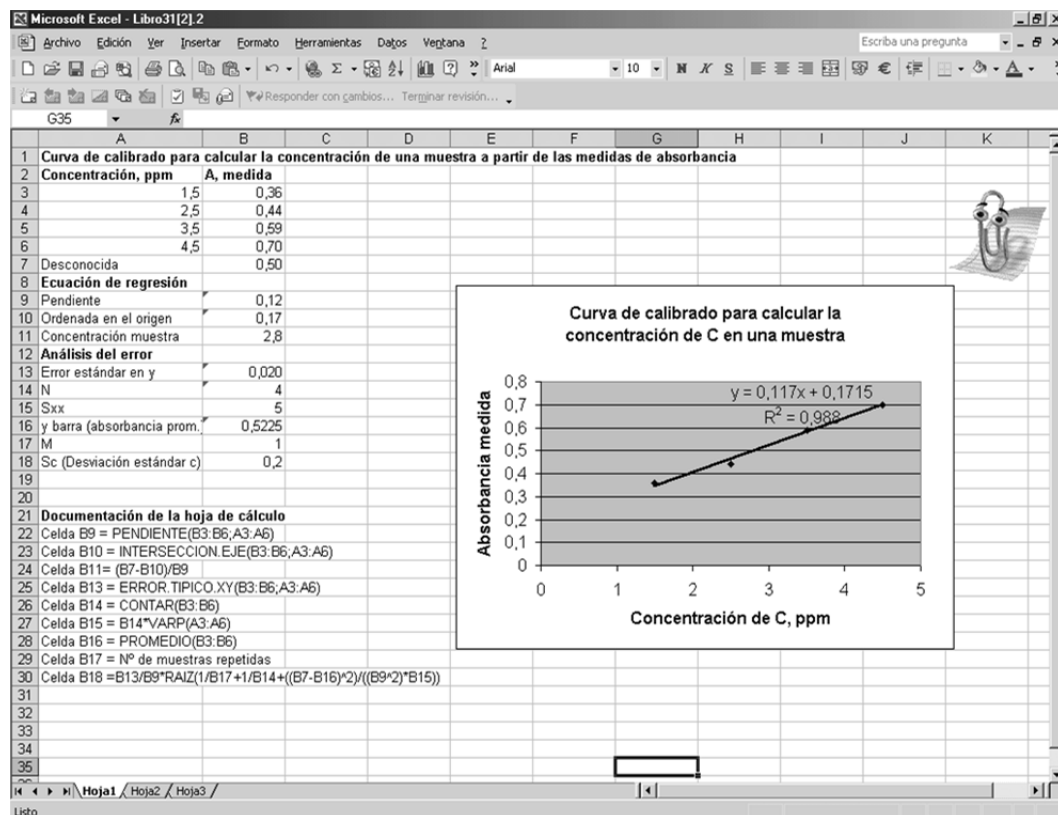 Microsoft Excel - Libro31[2].2
Archivo Edición Ver Insertar Formato Herramientas Datos Ventana ?
Escriba una pregunta
Arial 10 N K S
Responder con cambios... Terminar revisión...
G35 fx
A B C D E F G H I J K
1 Curva de calibrado para calcular la concentración de una muestra a partir de las medidas de absorbancia
2 Concentración, ppm A, medida
3 1,5 0,36
4 2,5 0,44
5 3,5 0,59
6 4,5 0,70
7 Desconocida 0,50
8 Ecuación de regresión
9 Pendiente 0,12
10 Ordenada en el origen 0,17
11 Concentración muestra 2,8
12 Análisis del error
13 Error estándar en y 0,020
14 N 4
15 Sxx 5
16 y barra (absorbancia prom. 0,5225
17 M 1
18 Sc (Desviación estándar c) 0,2
19
20
21 Documentación de la hoja de cálculo
22 Celda B9 = PENDIENTE(B3:B6;A3:A6)
23 Celda B10 = INTERSECCION.EJE(B3:B6;A3:A6)
24 Celda B11= (B7-B10)/B9
25 Celda B13 = ERROR.TIPICO.XY(B3:B6;A3:A6)
26 Celda B14 = CONTAR(B3:B6)
27 Celda B15 = B14*VARP(A3:A6)
28 Celda B16 = PROMEDIO(B3:B6)
29 Celda B17 = Nº de muestras repetidas
30 Celda B18 =B13/B9*RAIZ(1/B17+1/B14+((B7-B16)^2)/((B9^2)*B15))
31
32
33
34
35
Curva de calibrado para calcular la
concentración de C en una muestra
Absorbancia medida
0,8
0,7
0,6
0,5
0,4
0,3
0,2
0,1
0
y = 0,117x + 0,1715
R² = 0,988
0 1 2 3 4 5
Concentración de C, ppm
Hoja1 Hoja2 Hoja3
Listo